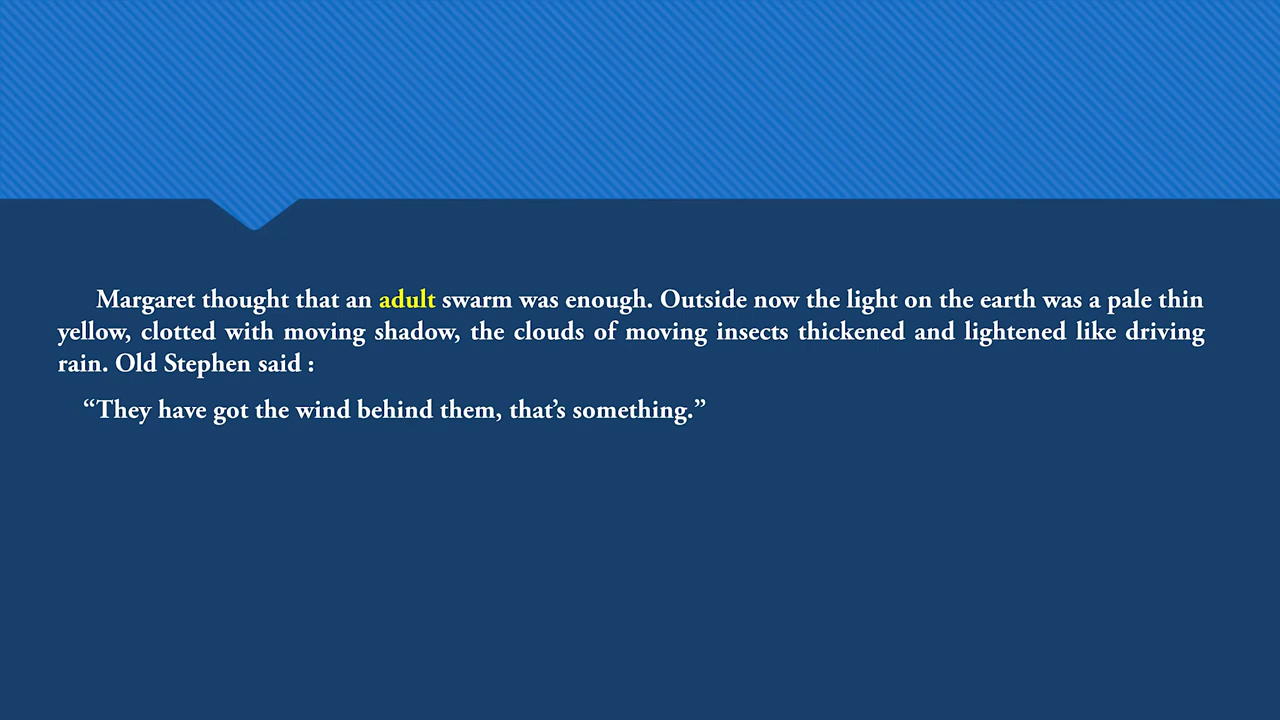 Margaret thought that an adult swarm was enough. Outside now the light on the earth was a pale thin
yellow, clotted with moving shadow, the clouds of moving insects thickened and lightened like driving
rain. Old Stephen said :
“They have got the wind behind them, that’s something.”